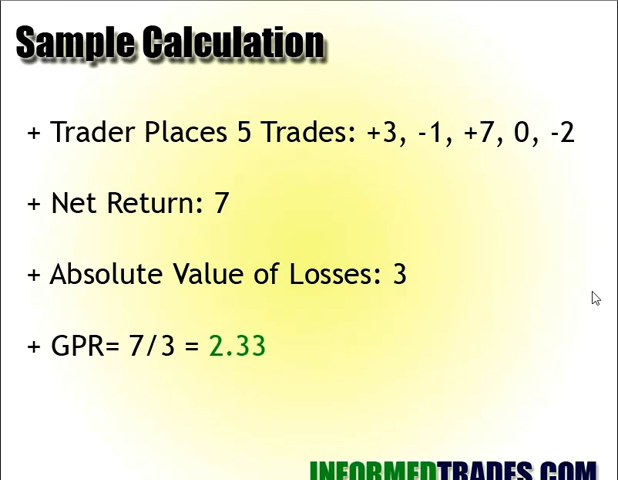 Sample Calculation
+ Trader Places 5 Trades: +3, -1, +7, 0, -2
+ Net Return: 7
+ Absolute Value of Losses: 3
+ GPR= 7/3 = 2.33
INFORMEDTRADES.COM